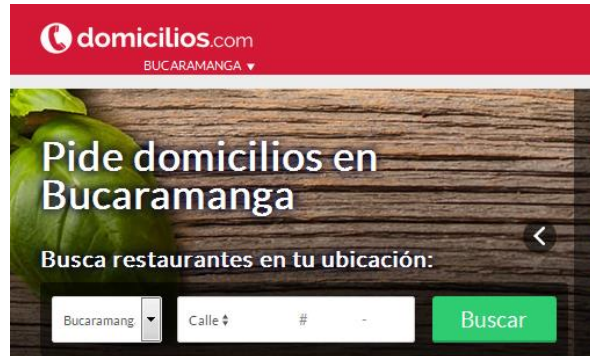 domicilios.com
BUCARAMANGA ▼
Pide domicilios en
Bucaramanga
Busca restaurantes en tu ubicación:
Bucaramang Calle # - Buscar